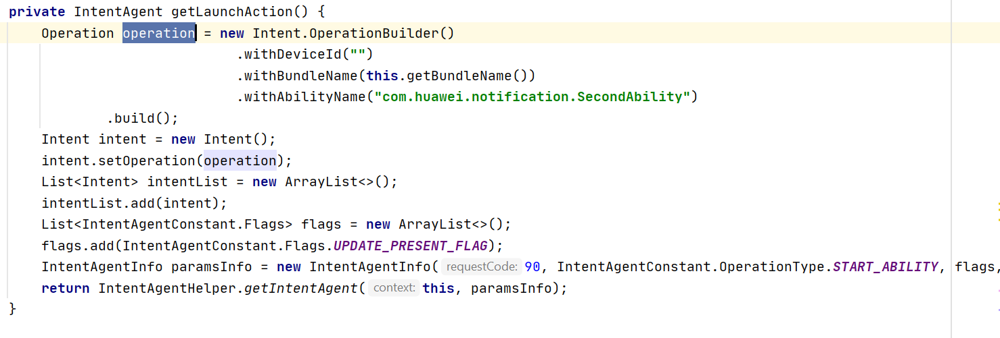 private IntentAgent getLaunchAction() {
Operation operation = new Intent.OperationBuilder()
.withDeviceId("")
.withBundleName(this.getBundleName())
.withAbilityName("com.huawei.notification.SecondAbility")
.build();
Intent intent = new Intent();
intent.setOperation(operation);
List<Intent> intentList = new ArrayList<>();
intentList.add(intent);
List<IntentAgentConstant.Flags> flags = new ArrayList<>();
flags.add(IntentAgentConstant.Flags.UPDATE_PRESENT_FLAG);
IntentAgentInfo paramsInfo = new IntentAgentInfo( requestCode: 90, IntentAgentConstant.OperationType.START_ABILITY, flags,
return IntentAgentHelper.getIntentAgent( context: this, paramsInfo);
}